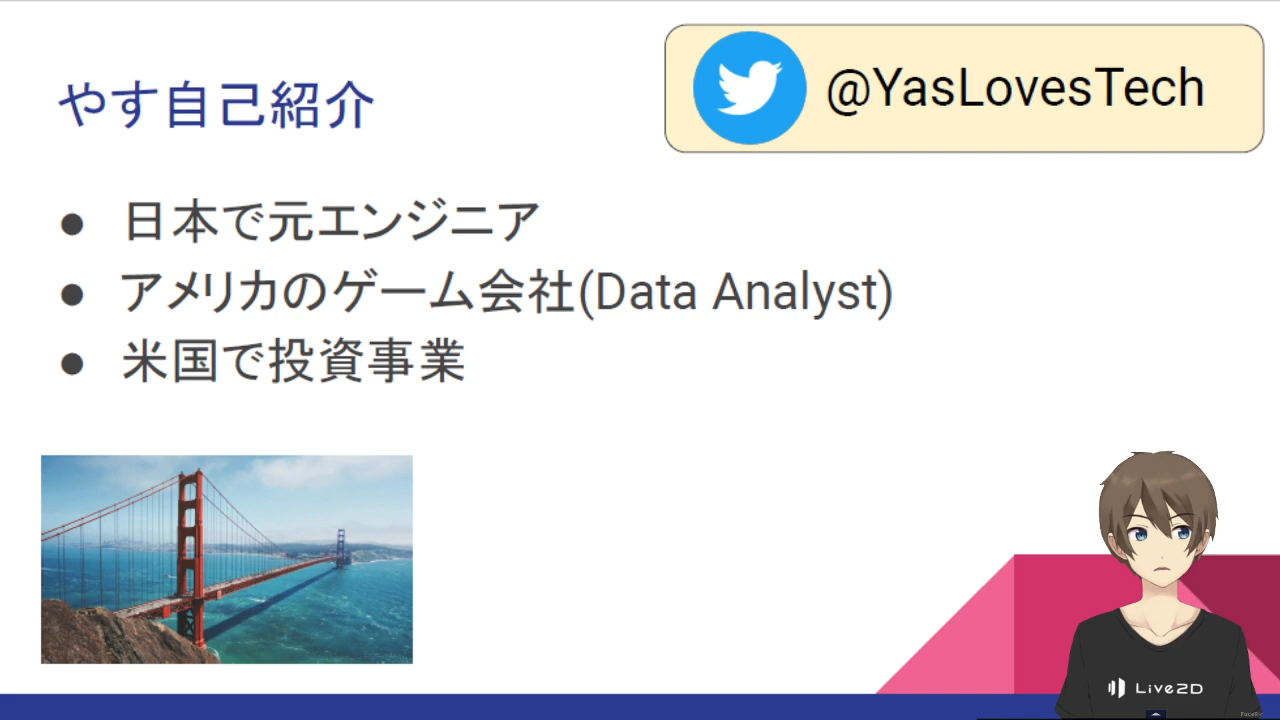 やす自己紹介
@YasLovesTech
● 日本で元エンジニア
● アメリカのゲーム会社(Data Analyst)
● 米国で投資事業
Live2D